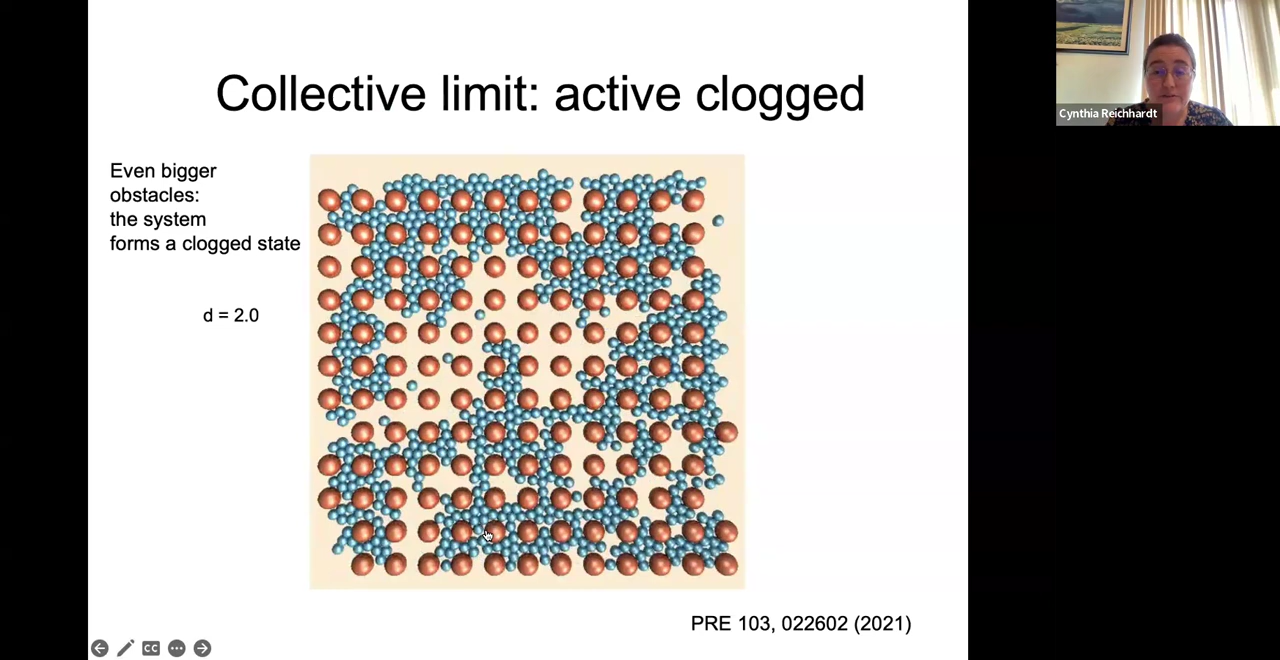 Collective limit: active clogged
Even bigger
obstacles:
the system
forms a clogged state
d = 2.0
PRE 103, 022602 (2021)
Cynthia Reichhardt
CC